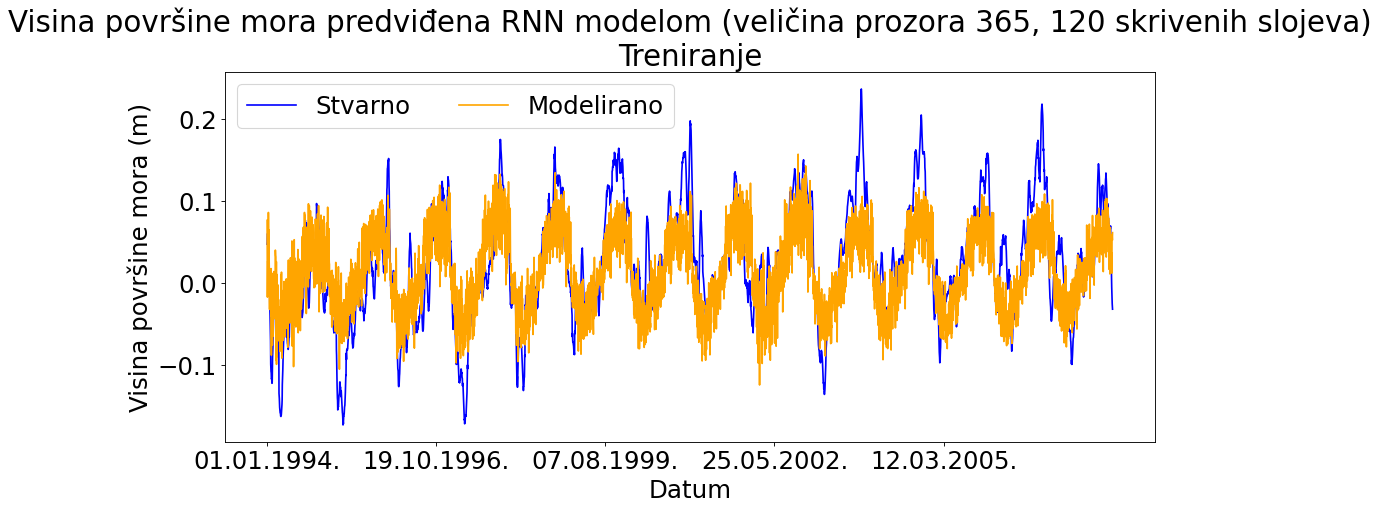 Visina površine mora predviđena RNN modelom (veličina prozora 365, 120 skrivenih slojeva)
Treniranje
Stvarno Modelirano
Visina površine mora (m)
0.2
0.1
0.0
−0.1
01.01.1994. 19.10.1996. 07.08.1999. 25.05.2002. 12.03.2005.
Datum